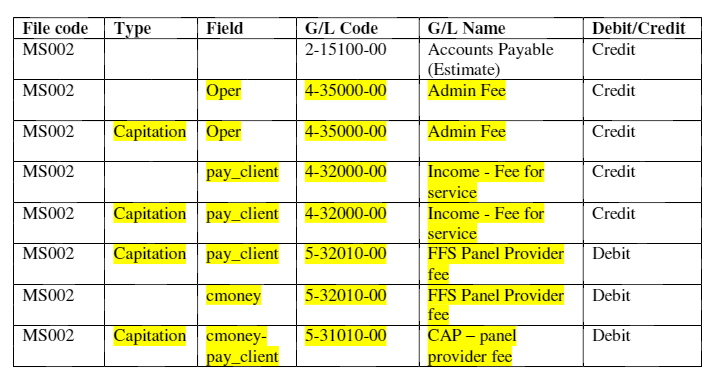 File code Type Field G/L Code G/L Name Debit/Credit
MS002 2-15100-00 Accounts Payable Credit
(Estimate)
MS002 Oper 4-35000-00 Admin Fee Credit
MS002 Capitation Oper 4-35000-00 Admin Fee Credit
MS002 pay_client 4-32000-00 Income - Fee for Credit
service
MS002 Capitation pay_client 4-32000-00 Income - Fee for Credit
service
MS002 Capitation pay_client 5-32010-00 FFS Panel Provider Debit
fee
MS002 cmoney 5-32010-00 FFS Panel Provider Debit
fee
MS002 Capitation cmoney- 5-31010-00 CAP – panel Debit
pay_client provider fee